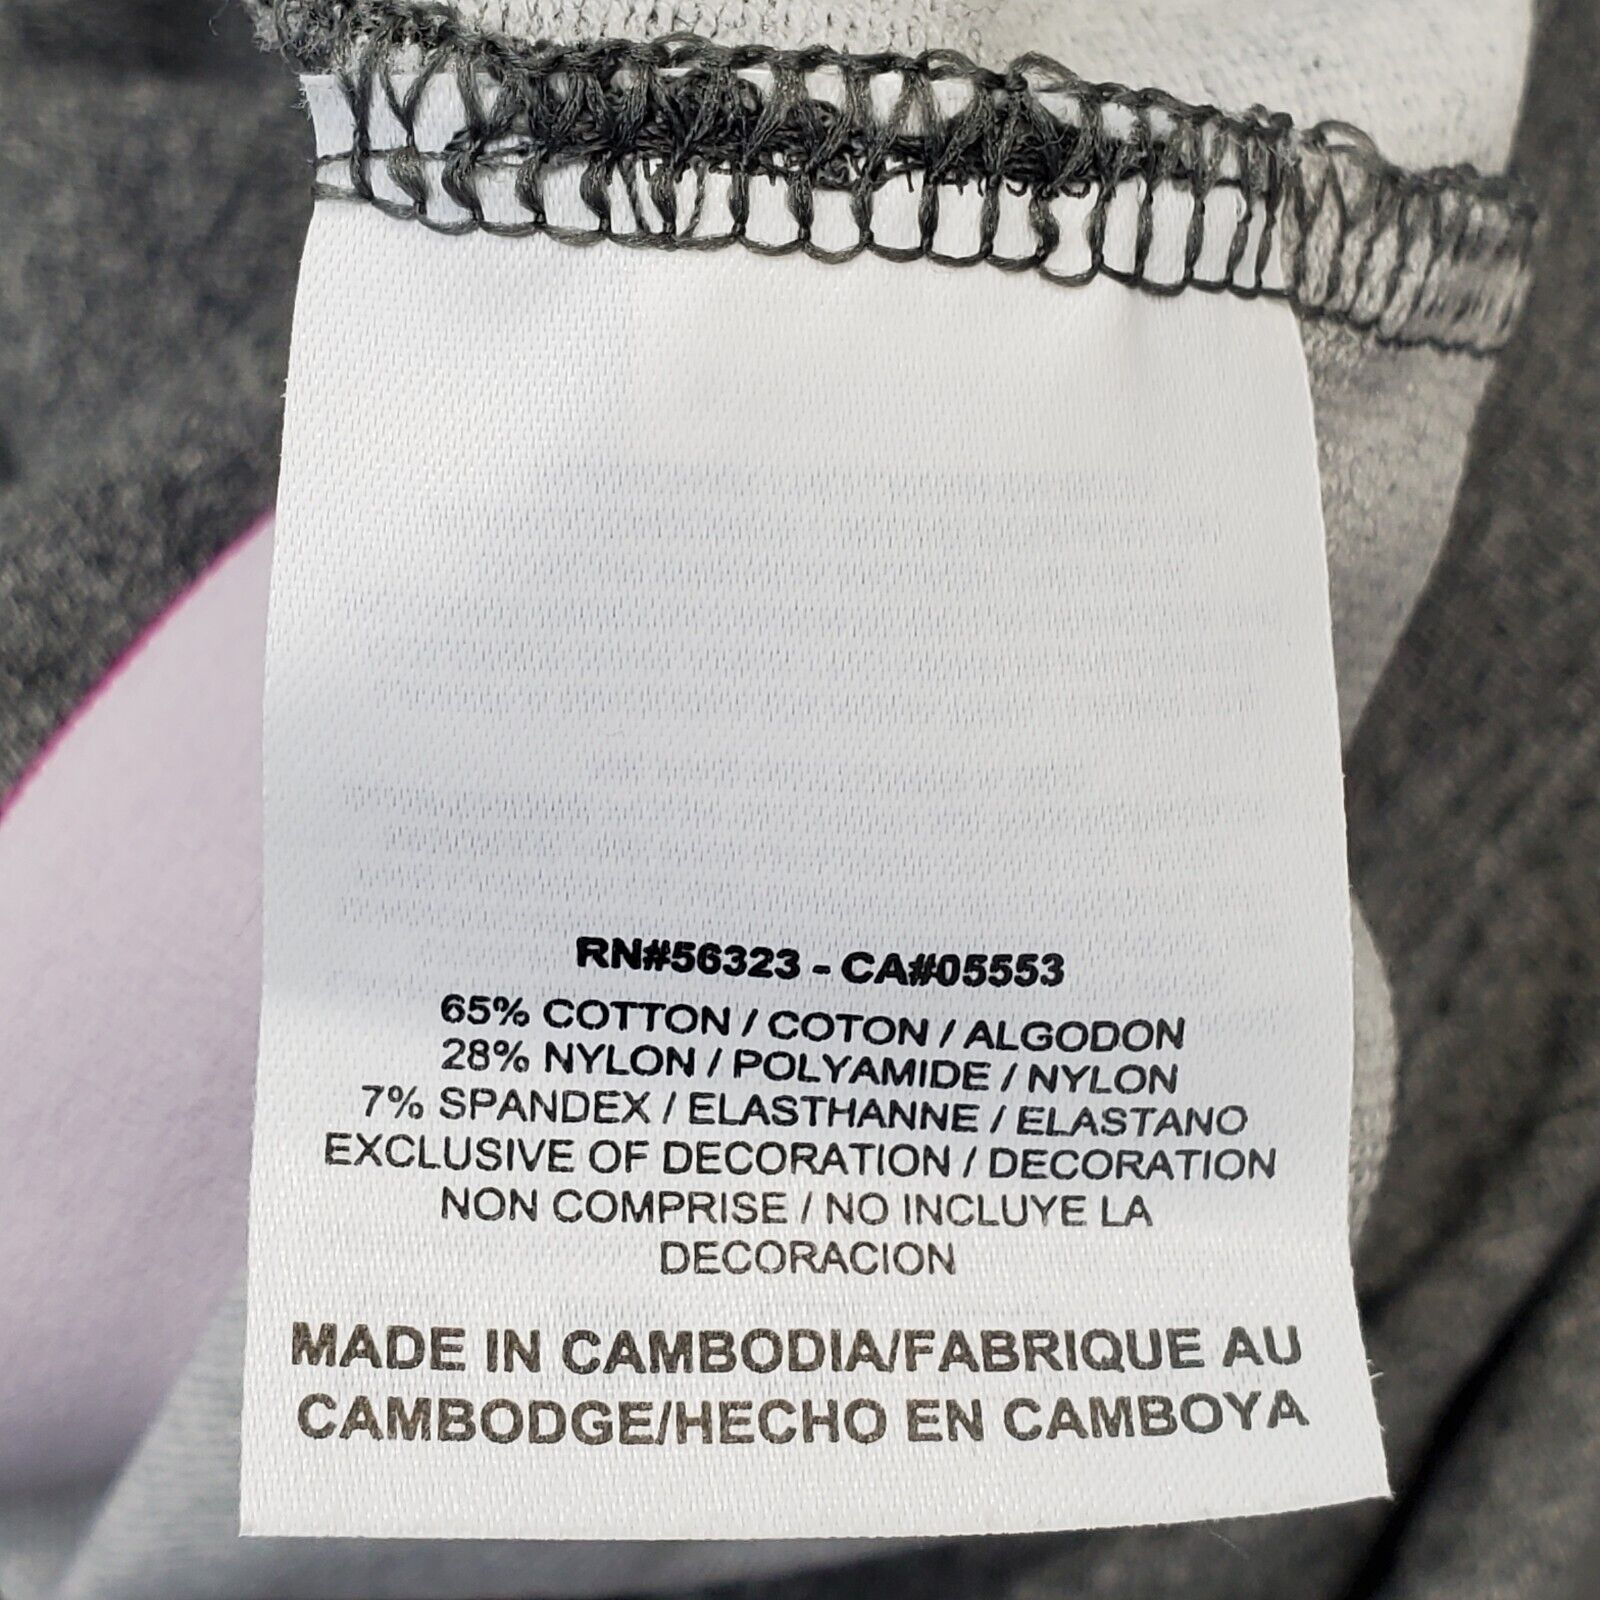 RN#56323 - CA#05553
65% COTTON / COTON / ALGODON
28% NYLON / POLYAMIDE / NYLON
7% SPANDEX / ELASTHANNE / ELASTANO
EXCLUSIVE OF DECORATION / DECORATION
NON COMPRISE / NO INCLUYE LA
DECORACION
MADE IN CAMBODIA/FABRIQUE AU
CAMBODGE/HECHO EN CAMBOYA